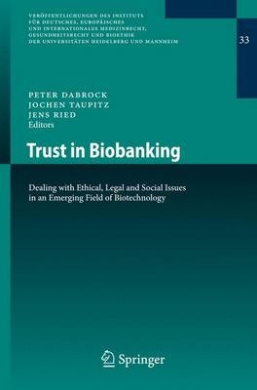 VERÖFFENTLICHUNGEN DES INSTITUTS
FÜR DEUTSCHES, EUROPÄISCHES
UND INTERNATIONALES MEDIZINRECHT,
GESUNDHEITSRECHT UND BIOETHIK
DER UNIVERSITÄTEN HEIDELBERG UND MANNHEIM
33
PETER DABROCK
JOCHEN TAUPITZ
JENS RIED
Editors
Trust in Biobanking
Dealing with Ethical, Legal and Social Issues
in an Emerging Field of Biotechnology
Springer